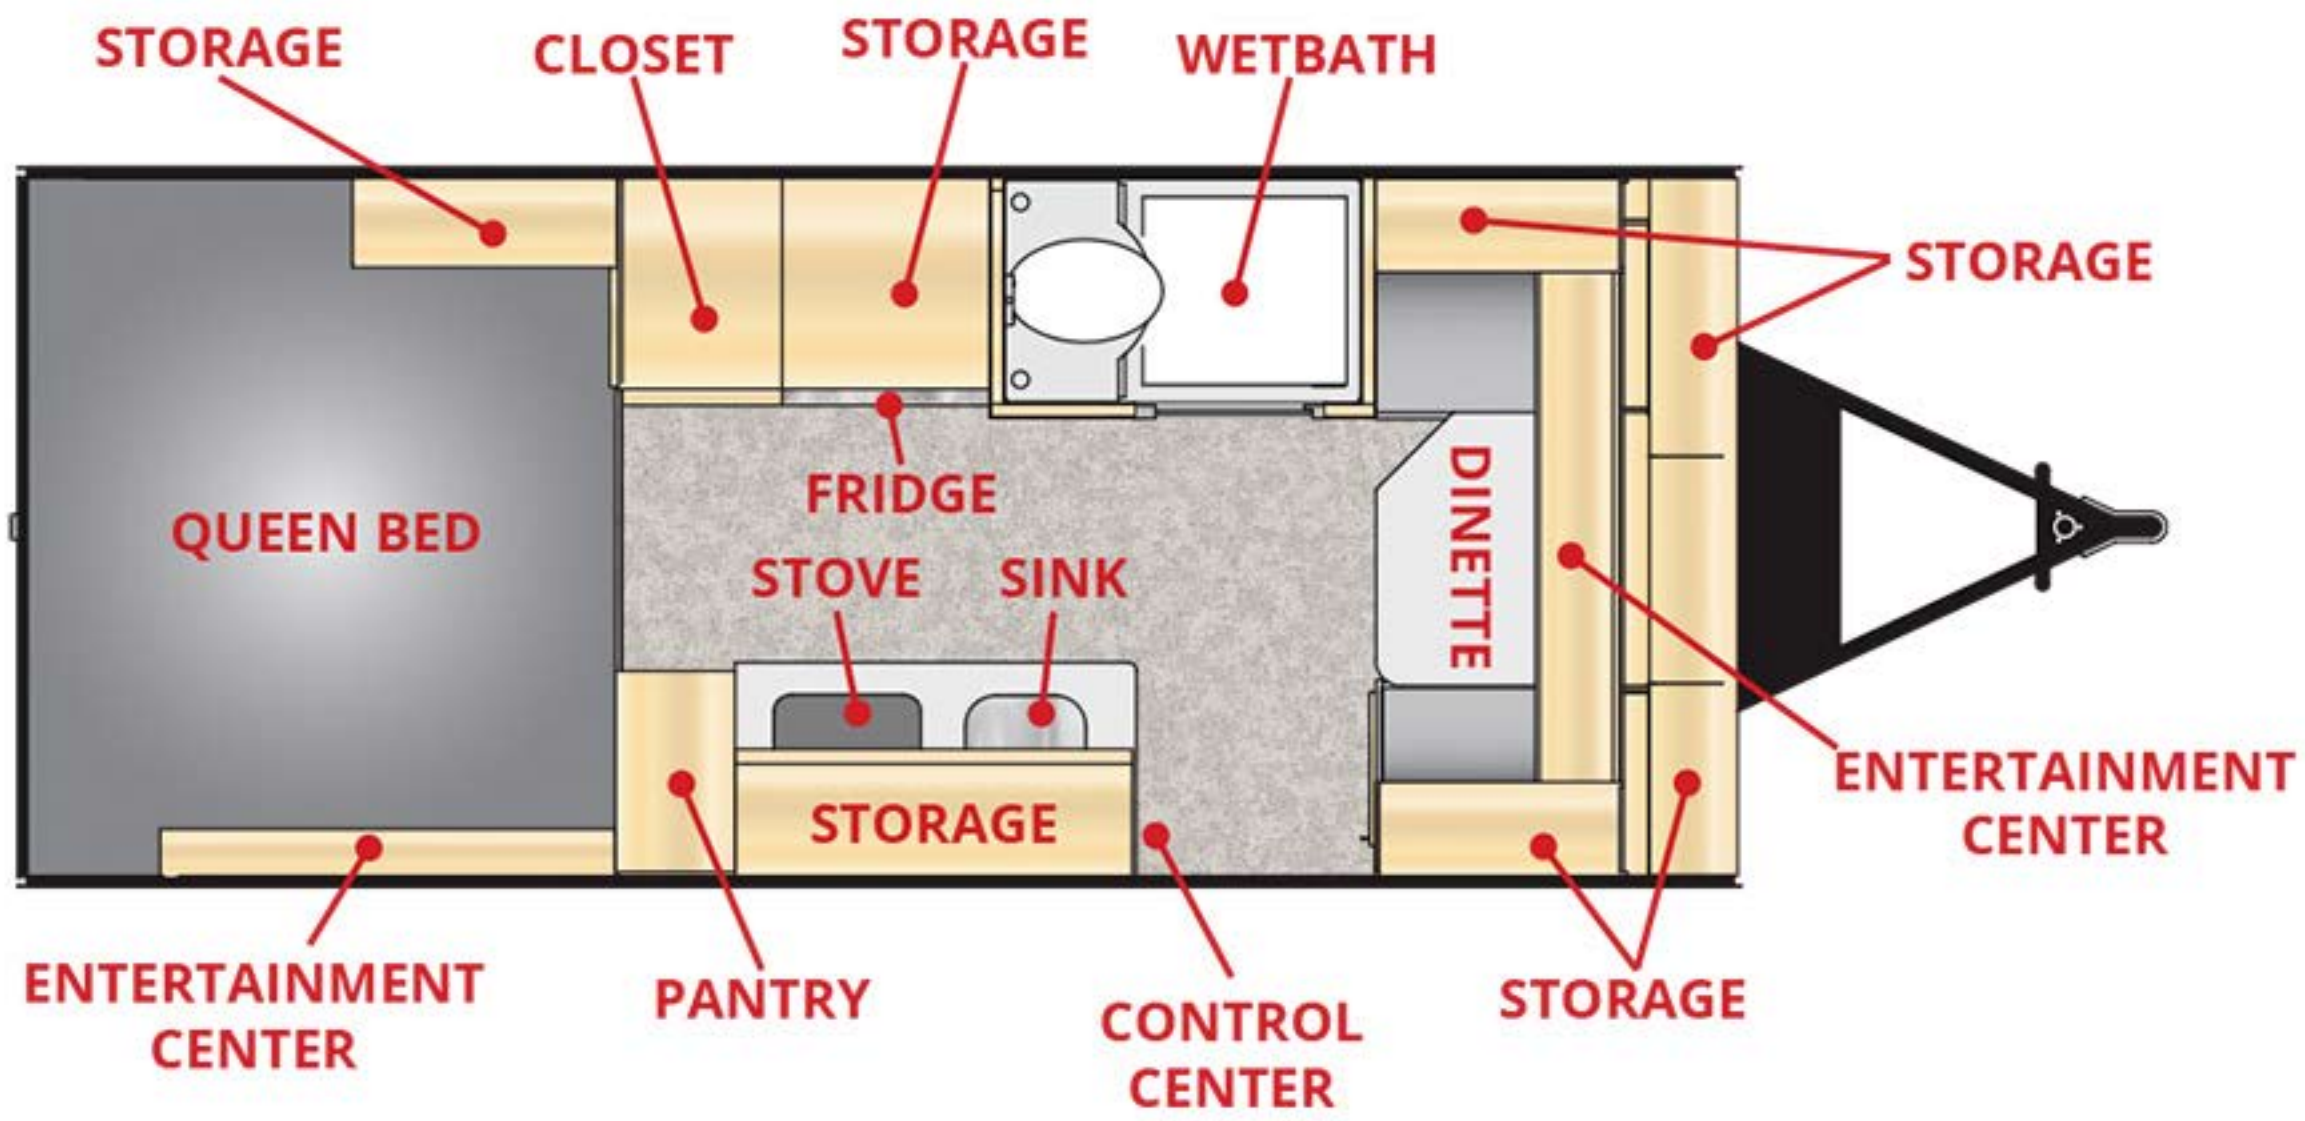 STORAGE
CLOSET
STORAGE
WETBATH
STORAGE
FRIDGE
QUEEN BED
STOVE
SINK
DINETTE
STORAGE
ENTERTAINMENT
CENTER
ENTERTAINMENT
CENTER
PANTRY
CONTROL
CENTER
STORAGE